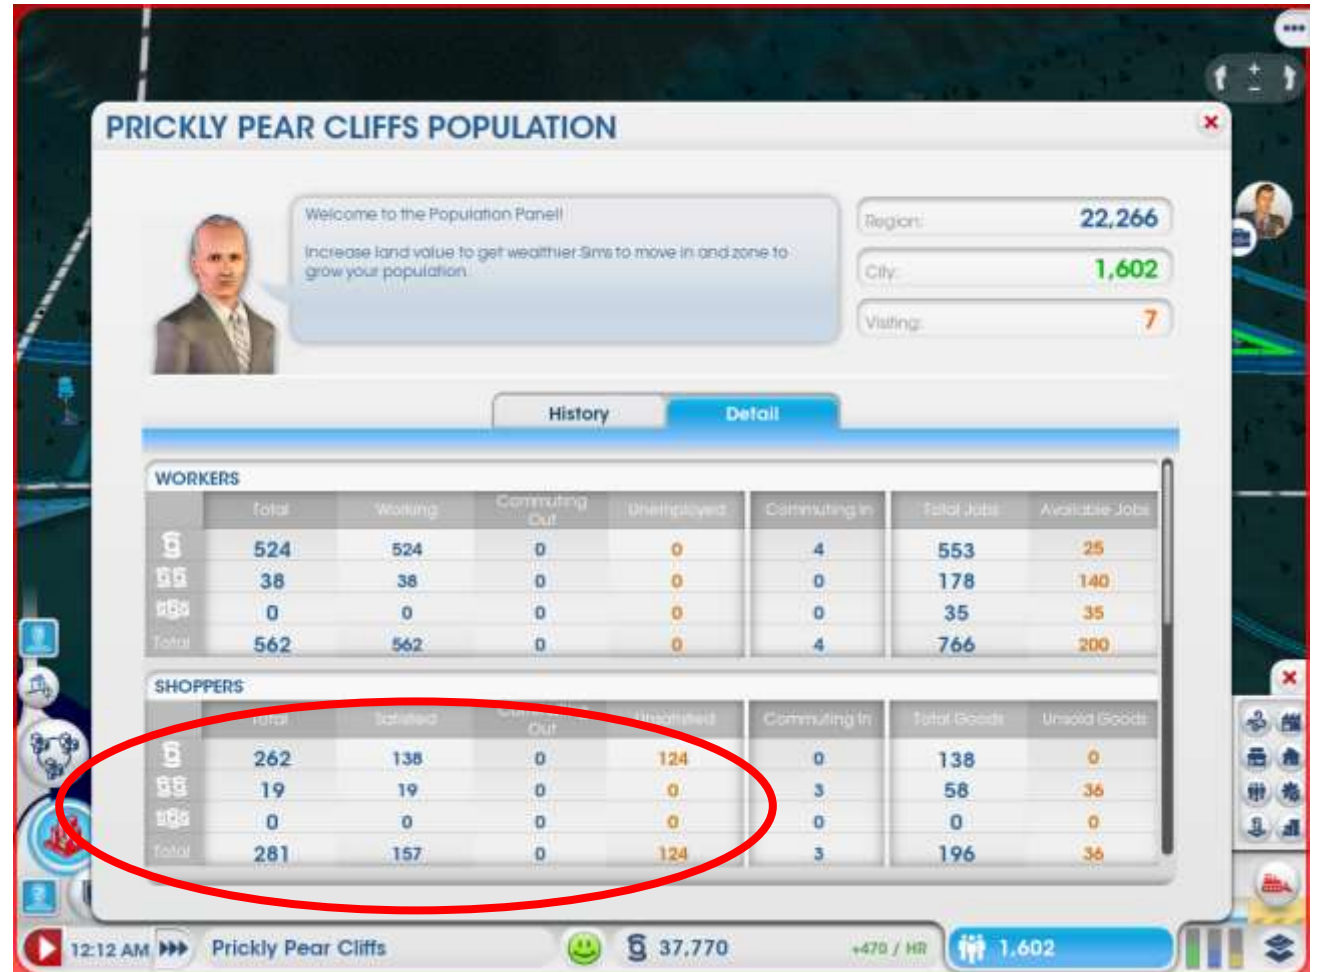 PRICKLY PEAR CLIFFS POPULATION
Welcome to the Population Panel!
Increase land value to get wealthier Sims to move in and zone to
grow your population.
Region: 22,266
City: 1,602
Visiting: 7
History Detail
WORKERS
Total Working Commuting Out Unemployed Commuting In Total Jobs Available Jobs
§ 524 524 0 0 4 553 25
§§ 38 38 0 0 0 178 140
§§§ 0 0 0 0 0 35 35
Total 562 562 0 0 4 766 200
SHOPPERS
Total Satisfied Commuting Out Unsatisfied Commuting In Total Goods Unsold Goods
§ 262 138 0 124 0 138 0
§§ 19 19 0 0 3 58 36
§§§ 0 0 0 0 0 0 0
Total 281 157 0 124 3 196 36
12:12 AM Prickly Pear Cliffs § 37,770 +470 / HR 1,602